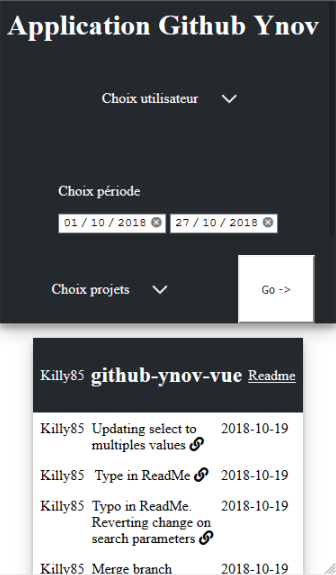 Application Github Ynov
Choix utilisateur
Choix période
01 / 10 / 2018 27 / 10 / 2018
Choix projets
Go ->
Killy85 github-ynov-vue Readme
Killy85 Updating select to 2018-10-19
multiples values
Killy85 Type in ReadMe 2018-10-19
Killy85 Typo in ReadMe. 2018-10-19
Reverting change on
search parameters
Killy85 Merge branch 2018-10-19